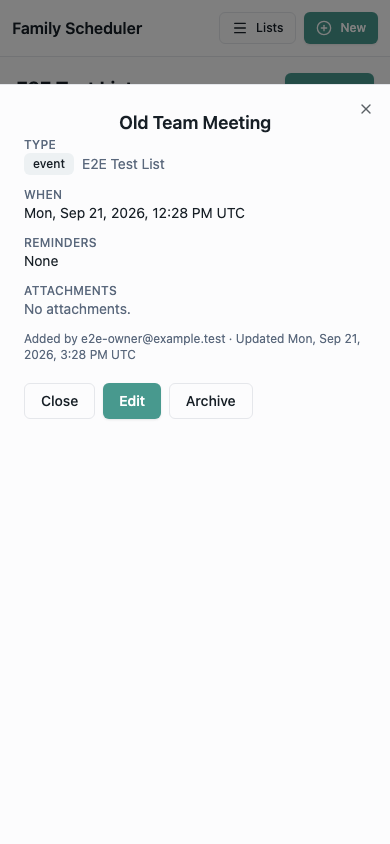 Family Scheduler
Lists
New
Old Team Meeting
TYPE
event E2E Test List
WHEN
Mon, Sep 21, 2026, 12:28 PM UTC
REMINDERS
None
ATTACHMENTS
No attachments.
Added by e2e-owner@example.test · Updated Mon, Sep 21,
2026, 3:28 PM UTC
Close
Edit
Archive